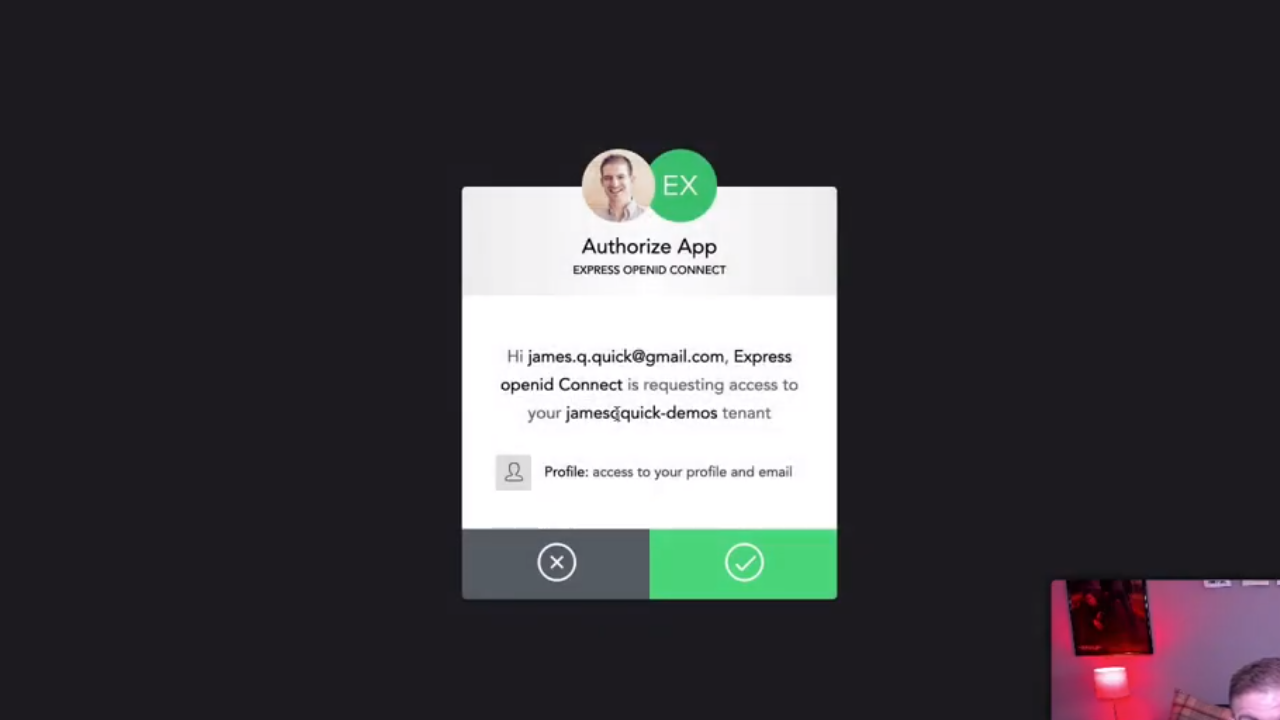 EX
Authorize App
EXPRESS OPENID CONNECT
Hi james.q.quick@gmail.com, Express
openid Connect is requesting access to
your jamesqquick-demos tenant
Profile: access to your profile and email